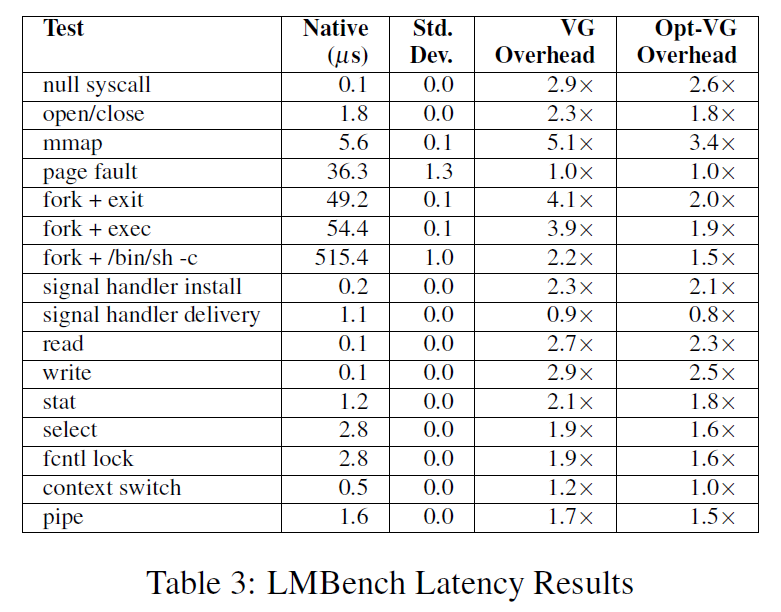 Test Native Std. VG Opt-VG
(μs) Dev. Overhead Overhead
null syscall 0.1 0.0 2.9× 2.6×
open/close 1.8 0.0 2.3× 1.8×
mmap 5.6 0.1 5.1× 3.4×
page fault 36.3 1.3 1.0× 1.0×
fork + exit 49.2 0.1 4.1× 2.0×
fork + exec 54.4 0.1 3.9× 1.9×
fork + /bin/sh -c 515.4 1.0 2.2× 1.5×
signal handler install 0.2 0.0 2.3× 2.1×
signal handler delivery 1.1 0.0 0.9× 0.8×
read 0.1 0.0 2.7× 2.3×
write 0.1 0.0 2.9× 2.5×
stat 1.2 0.0 2.1× 1.8×
select 2.8 0.0 1.9× 1.6×
fcntl lock 2.8 0.0 1.9× 1.6×
context switch 0.5 0.0 1.2× 1.0×
pipe 1.6 0.0 1.7× 1.5×
Table 3: LMBench Latency Results